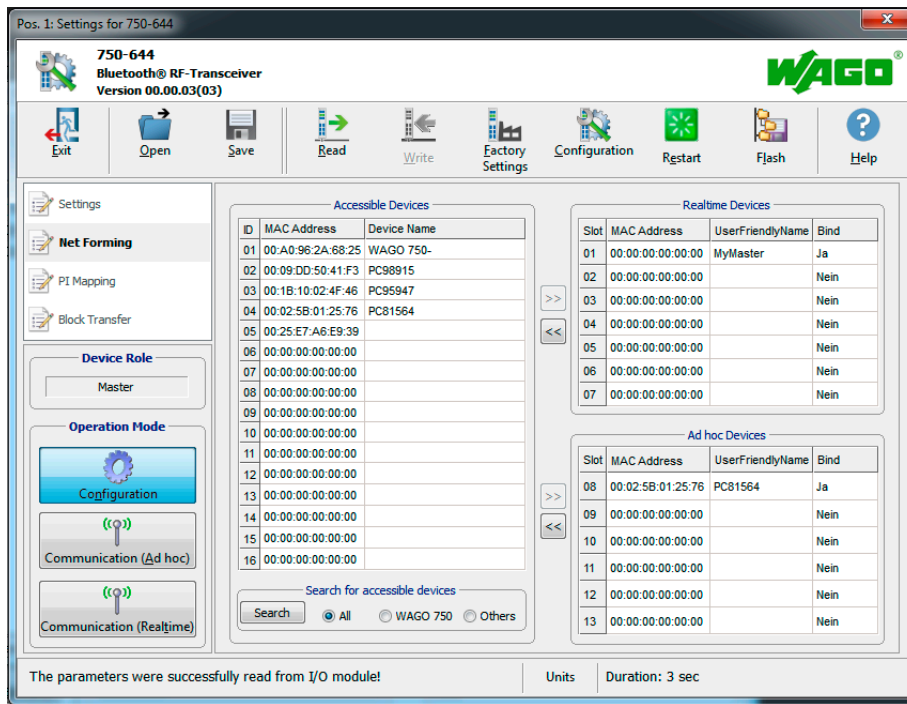 Pos. 1: Settings for 750-644
750-644
Bluetooth® RF-Transceiver
Version 00.00.03(03)
WAGO®
Exit
Open
Save
Read
Write
Factory
Settings
Configuration
Restart
Flash
Help
Settings
Net Forming
PI Mapping
Block Transfer
Device Role
Master
Operation Mode
Configuration
Communication (Ad hoc)
Communication (Realtime)
Accessible Devices
ID MAC Address Device Name
01 00:A0:96:2A:68:25 WAGO 750-
02 00:09:DD:50:41:F3 PC98915
03 00:1B:10:02:4F:46 PC95947
04 00:02:5B:01:25:76 PC81564
05 00:25:E7:A6:E9:39
06 00:00:00:00:00:00
07 00:00:00:00:00:00
08 00:00:00:00:00:00
09 00:00:00:00:00:00
10 00:00:00:00:00:00
11 00:00:00:00:00:00
12 00:00:00:00:00:00
13 00:00:00:00:00:00
14 00:00:00:00:00:00
15 00:00:00:00:00:00
16 00:00:00:00:00:00
Search for accessible devices
Search All WAGO 750 Others
>>
<<
>>
<<
Realtime Devices
Slot MAC Address UserFriendlyName Bind
01 00:00:00:00:00:00 MyMaster Ja
02 00:00:00:00:00:00 Nein
03 00:00:00:00:00:00 Nein
04 00:00:00:00:00:00 Nein
05 00:00:00:00:00:00 Nein
06 00:00:00:00:00:00 Nein
07 00:00:00:00:00:00 Nein
Ad hoc Devices
Slot MAC Address UserFriendlyName Bind
08 00:02:5B:01:25:76 PC81564 Ja
09 00:00:00:00:00:00 Nein
10 00:00:00:00:00:00 Nein
11 00:00:00:00:00:00 Nein
12 00:00:00:00:00:00 Nein
13 00:00:00:00:00:00 Nein
The parameters were successfully read from I/O module!
Units
Duration: 3 sec